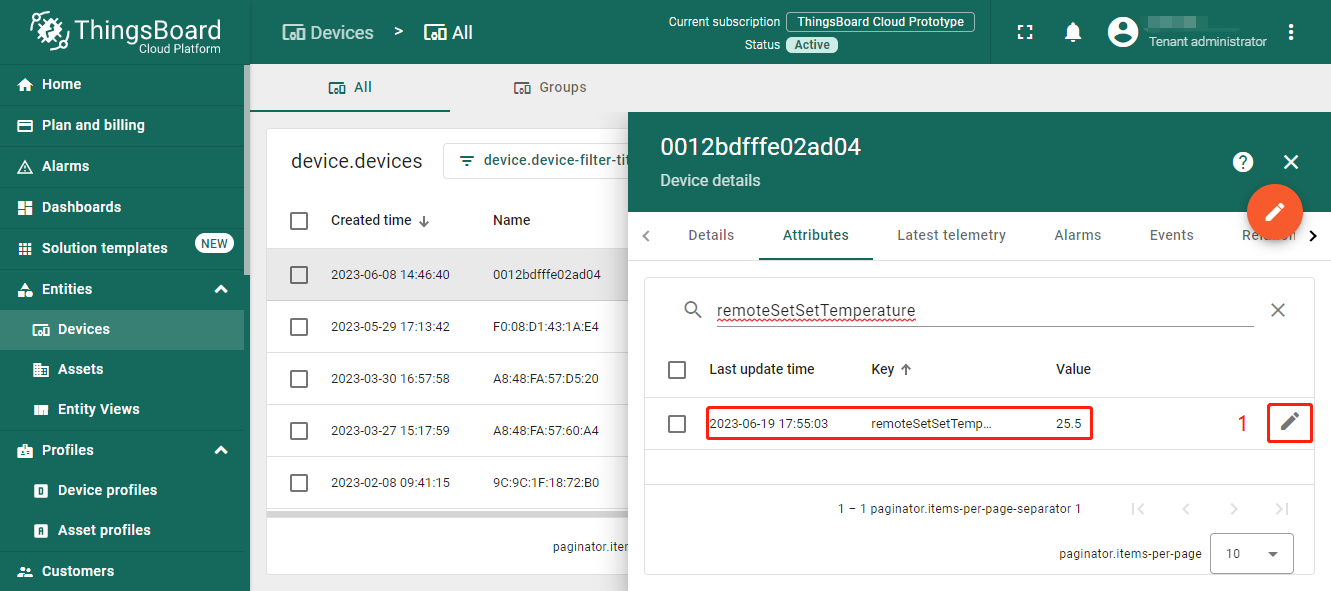 ThingsBoard
Cloud Platform
Devices > All
Current subscription ThingsBoard Cloud Prototype
Status Active
Tenant administrator
Home
Plan and billing
Alarms
Dashboards
Solution templates NEW
Entities
Devices
Assets
Entity Views
Profiles
Device profiles
Asset profiles
Customers
All Groups
device.devices device.device-filter-tit
Created time Name
2023-06-08 14:46:40 0012bdfffe02ad04
2023-05-29 17:13:42 F0:08:D1:43:1A:E4
2023-03-30 16:57:58 A8:48:FA:57:D5:20
2023-03-27 15:17:59 A8:48:FA:57:60:A4
2023-02-08 09:41:15 9C:9C:1F:18:72:B0
paginator.iter
0012bdfffe02ad04
Device details
Details Attributes Latest telemetry Alarms Events Relation
remoteSetSetTemperature
Last update time Key Value
2023-06-19 17:55:03 remoteSetSetTemp... 25.5 1
1 – 1 paginator.items-per-page-separator 1
paginator.items-per-page 10